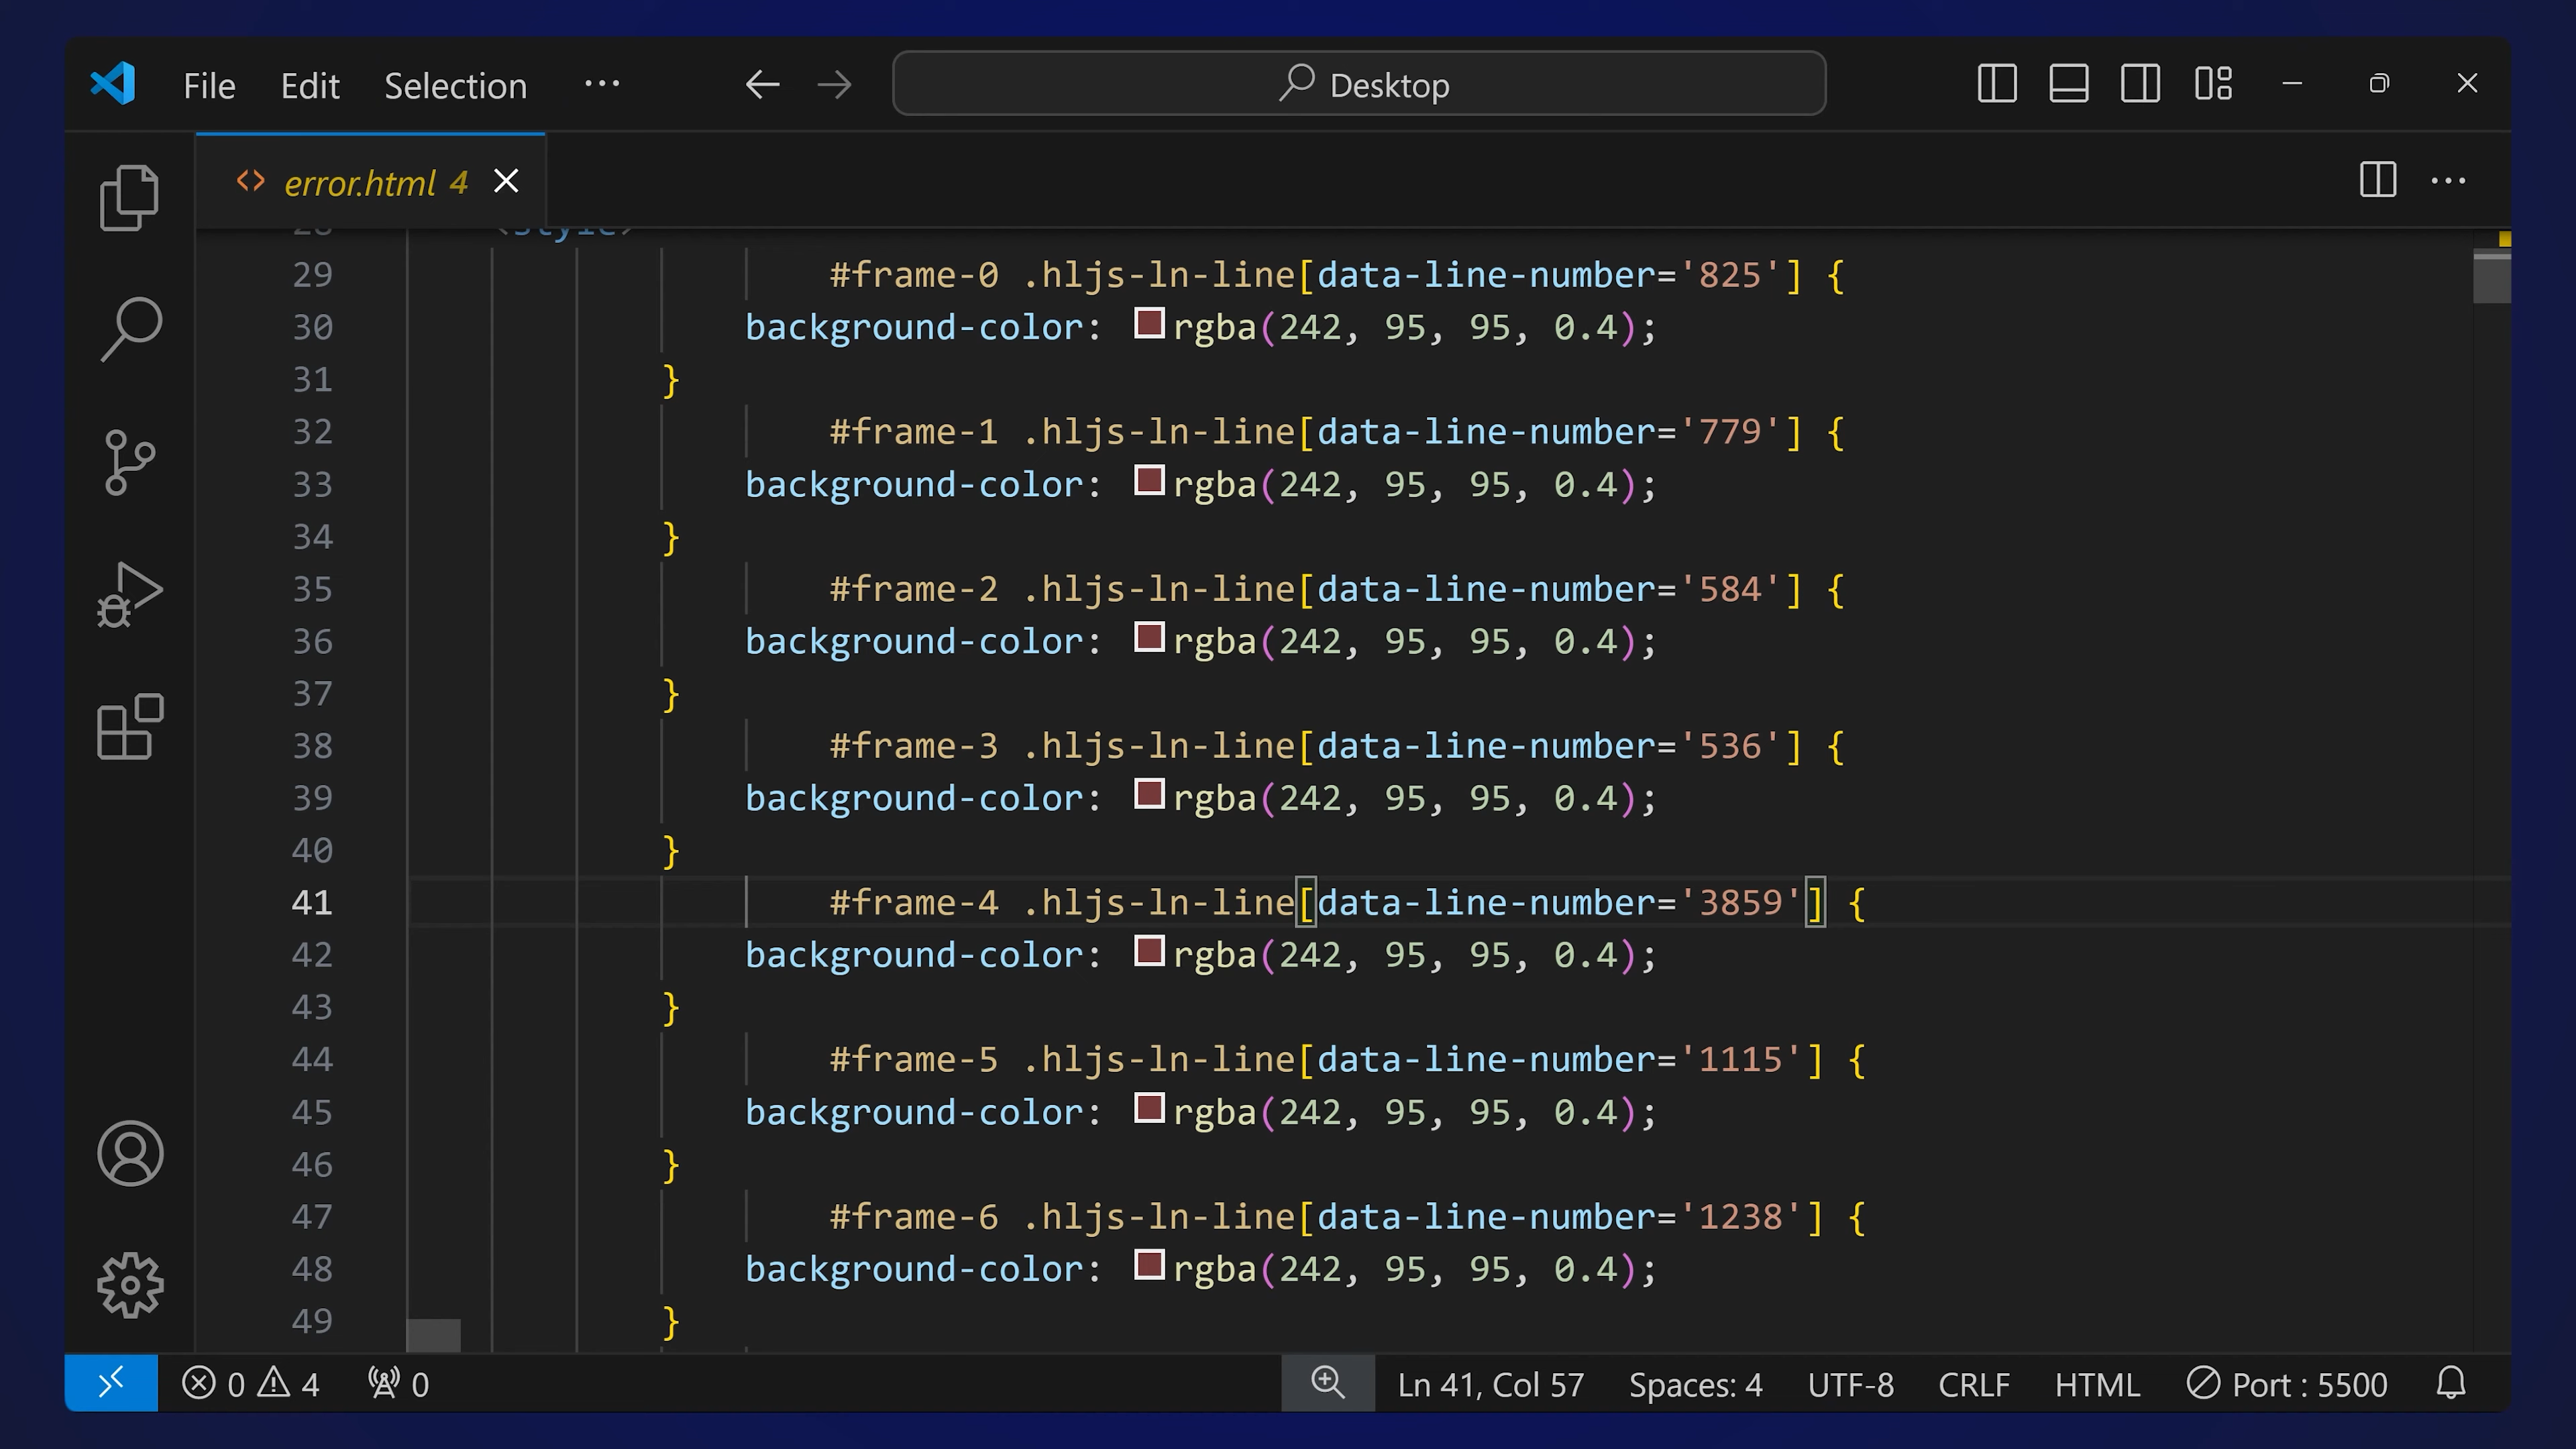 File Edit Selection ··· Desktop
error.html 4
28 <style>
29 #frame-0 .hljs-ln-line[data-line-number='825'] {
30 background-color: rgba(242, 95, 95, 0.4);
31 }
32 #frame-1 .hljs-ln-line[data-line-number='779'] {
33 background-color: rgba(242, 95, 95, 0.4);
34 }
35 #frame-2 .hljs-ln-line[data-line-number='584'] {
36 background-color: rgba(242, 95, 95, 0.4);
37 }
38 #frame-3 .hljs-ln-line[data-line-number='536'] {
39 background-color: rgba(242, 95, 95, 0.4);
40 }
41 #frame-4 .hljs-ln-line[data-line-number='3859'] {
42 background-color: rgba(242, 95, 95, 0.4);
43 }
44 #frame-5 .hljs-ln-line[data-line-number='1115'] {
45 background-color: rgba(242, 95, 95, 0.4);
46 }
47 #frame-6 .hljs-ln-line[data-line-number='1238'] {
48 background-color: rgba(242, 95, 95, 0.4);
49 }
0 4 0 Ln 41, Col 57 Spaces: 4 UTF-8 CRLF HTML Port : 5500